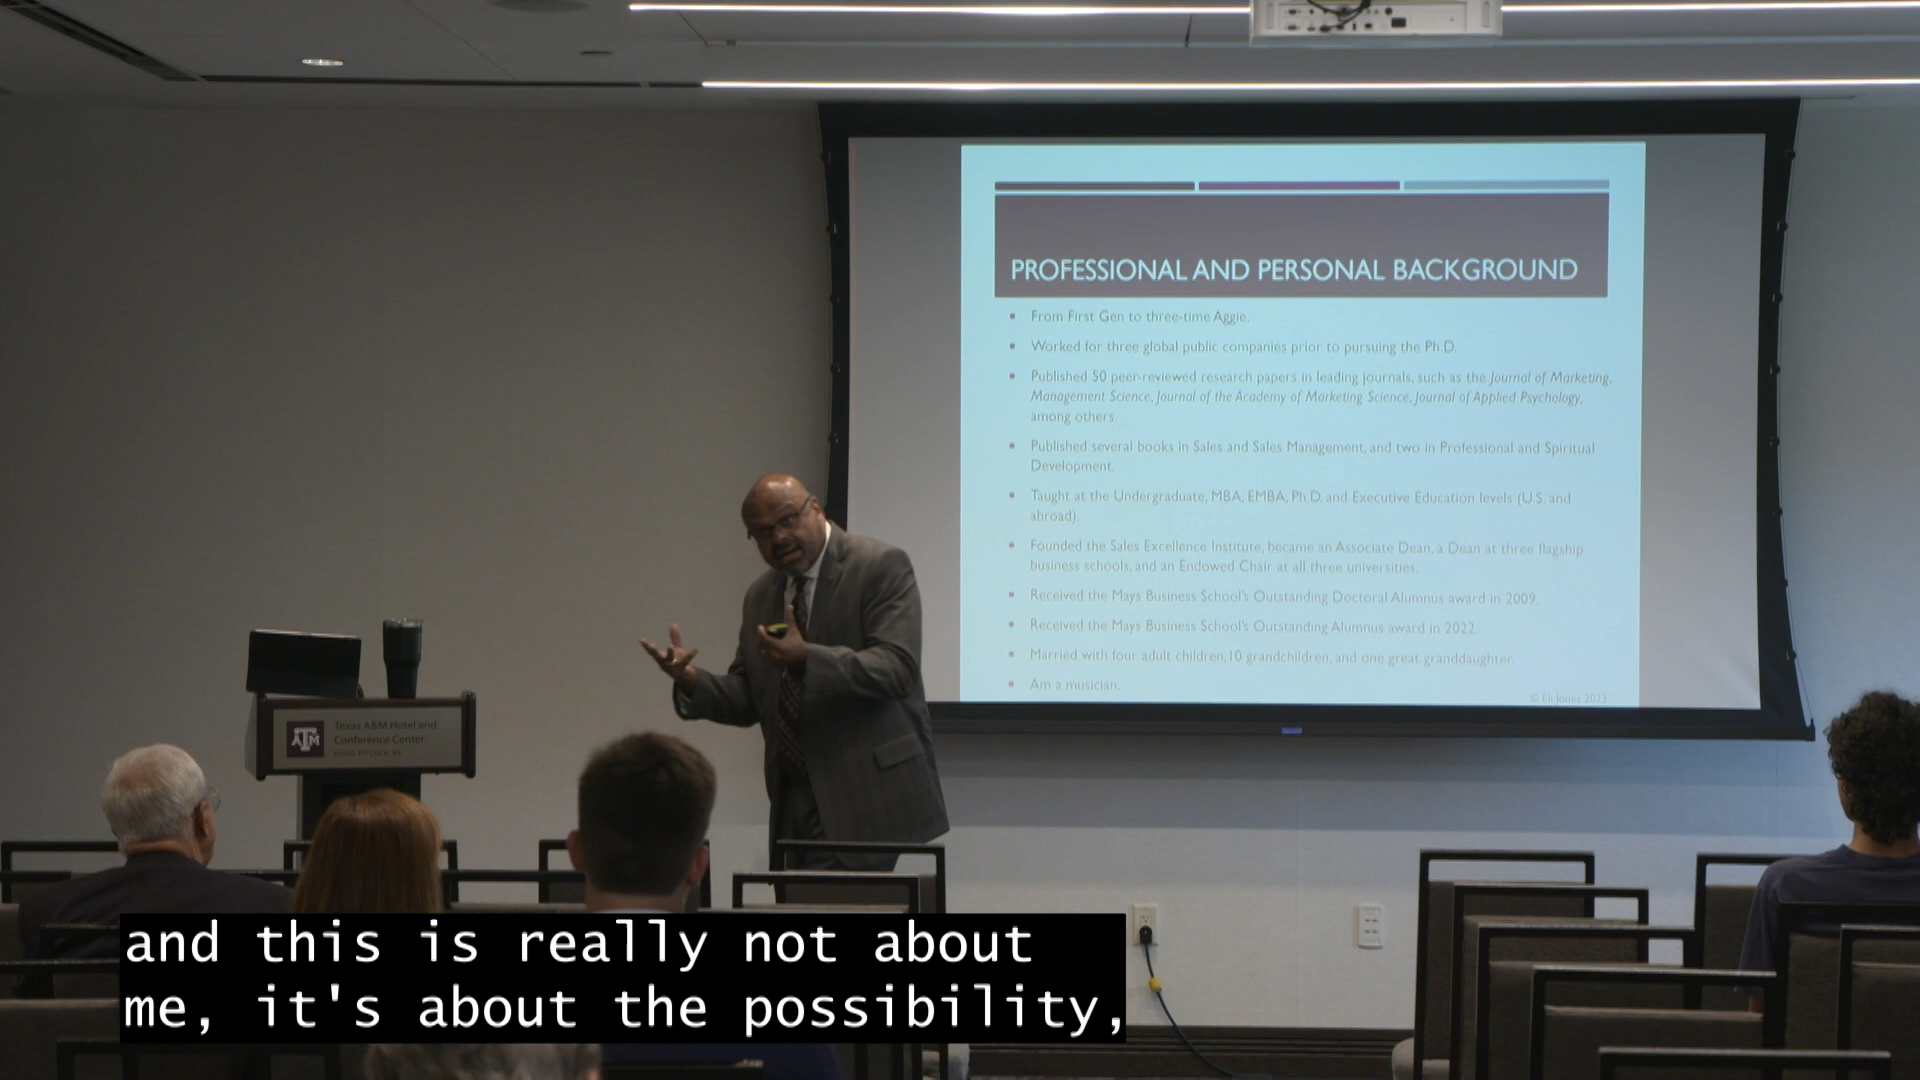 PROFESSIONAL AND PERSONAL BACKGROUND
From First Gen to three-time Aggie.
Worked for three global public companies prior to pursuing the Ph.D.
Published 50 peer-reviewed research papers in leading journals, such as the Journal of Marketing,
Management Science, Journal of the Academy of Marketing Science, Journal of Applied Psychology,
among others.
Published several books in Sales and Sales Management, and two in Professional and Spiritual
Development.
Taught at the Undergraduate, MBA, EMBA, Ph.D. and Executive Education levels (U.S. and
abroad).
Founded the Sales Excellence Institute, became an Associate Dean, a Dean at three flagship
business schools, and an Endowed Chair at all three universities.
Received the Mays Business School's Outstanding Doctoral Alumnus award in 2009.
Received the Mays Business School's Outstanding Alumnus award in 2022.
Married with four adult children, 10 grandchildren, and one great granddaughter.
Am a musician.
© Eli Jones 2023
ATM
Texas A&M Hotel and
Conference Center
and this is really not about
me, it's about the possibility,